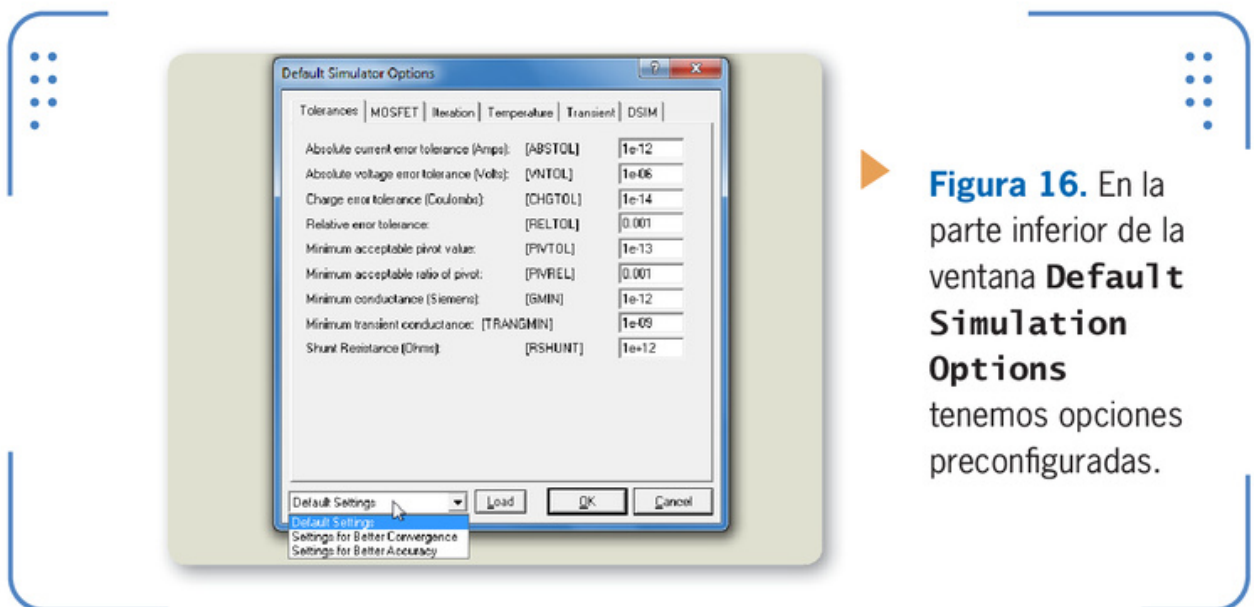 Default Simulator Options
Tolerances MOSFET Iteration Temperature Transient DSIM
Absolute current error tolerance (Amps): [ABSTOL] 1e-12
Absolute voltage error tolerance (Volts): [VNTOL] 1e-06
Charge error tolerance (Coulombs): [CHGTOL] 1e-14
Relative error tolerance: [RELTOL] 0.001
Minimum acceptable pivot value: [PIVTOL] 1e-13
Minimum acceptable ratio of pivot: [PIVREL] 0.001
Minimum conductance (Siemens): [GMIN] 1e-12
Minimum transient conductance: [TRANGMIN] 1e-09
Shunt Resistance (Ohms): [RSHUNT] 1e+12
Default Settings Load OK Cancel
Default Settings
Settings for Better Convergence
Settings for Better Accuracy
Figura 16. En la
parte inferior de la
ventana Default
Simulation
Options
tenemos opciones
preconfiguradas.